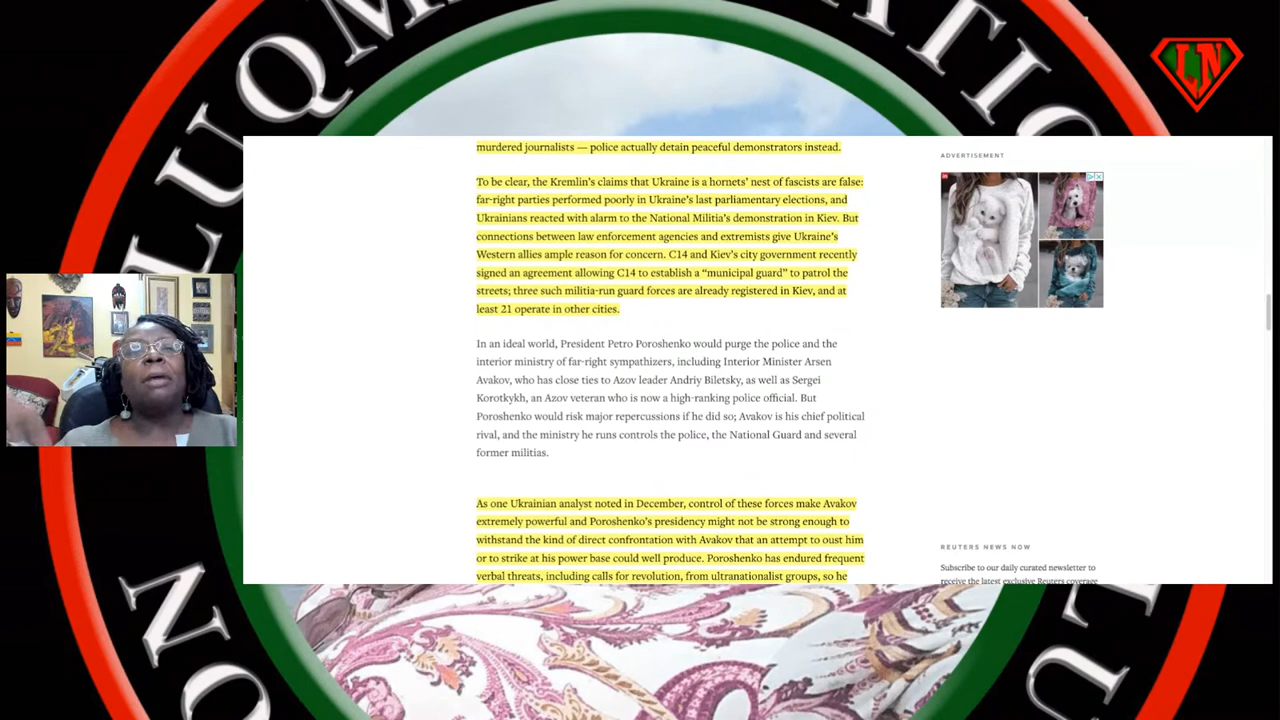 LUQM
ATIO
LN
murdered journalists — police actually detain peaceful demonstrators instead.
To be clear, the Kremlin's claims that Ukraine is a hornets' nest of fascists are false:
far-right parties performed poorly in Ukraine's last parliamentary elections, and
Ukrainians reacted with alarm to the National Militia's demonstration in Kiev. But
connections between law enforcement agencies and extremists give Ukraine's
Western allies ample reason for concern. C14 and Kiev's city government recently
signed an agreement allowing C14 to establish a “municipal guard” to patrol the
streets; three such militia-run guard forces are already registered in Kiev, and at
least 21 operate in other cities.
In an ideal world, President Petro Poroshenko would purge the police and the
interior ministry of far-right sympathizers, including Interior Minister Arsen
Avakov, who has close ties to Azov leader Andriy Biletsky, as well as Sergei
Korotkykh, an Azov veteran who is now a high-ranking police official. But
Poroshenko would risk major repercussions if he did so; Avakov is his chief political
rival, and the ministry he runs controls the police, the National Guard and several
former militias.
As one Ukrainian analyst noted in December, control of these forces make Avakov
extremely powerful and Poroshenko's presidency might not be strong enough to
withstand the kind of direct confrontation with Avakov that an attempt to oust him
or to strike at his power base could well produce. Poroshenko has endured frequent
verbal threats, including calls for revolution, from ultranationalist groups, so he
ADVERTISEMENT
REUTERS NEWS NOW
Subscribe to our daily curated newsletter to
receive the latest exclusive Reuters coverage